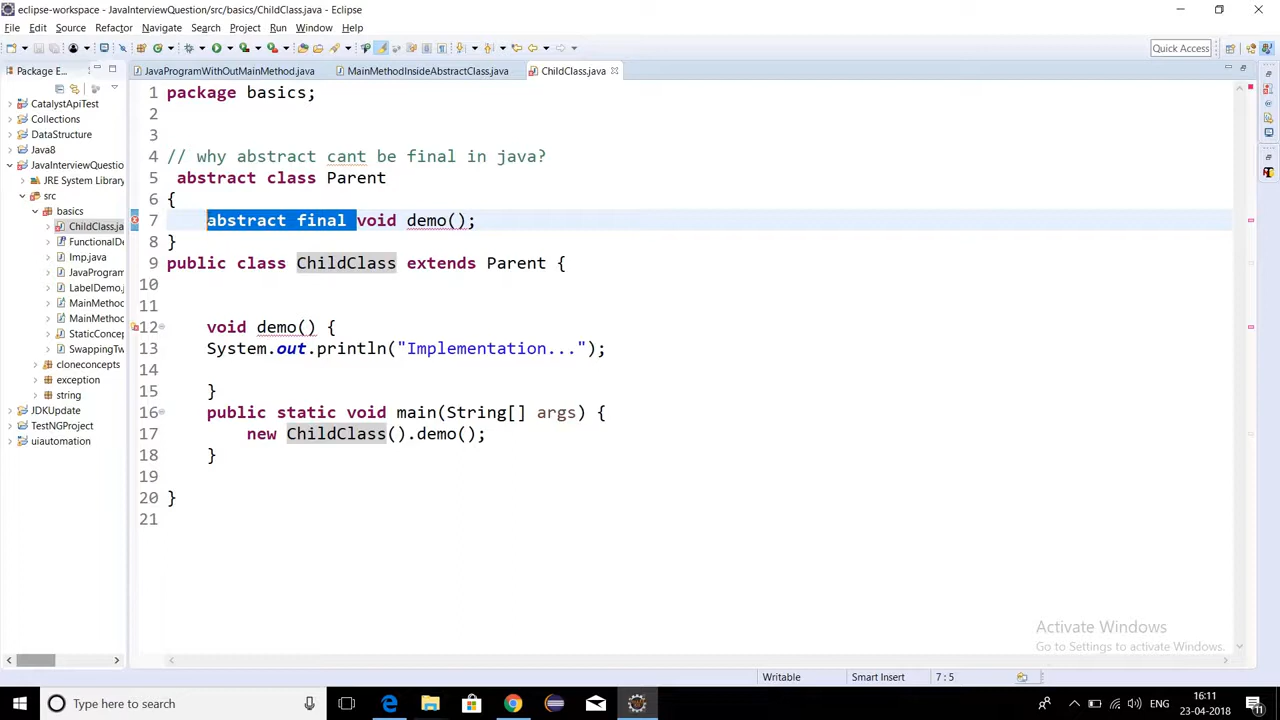 eclipse-workspace - JavaInterviewQuestion/src/basics/ChildClass.java - Eclipse
File Edit Source Refactor Navigate Search Project Run Window Help
Quick Access
Package E...
JavaProgramWithOutMainMethod.java
MainMethodInsideAbstractClass.java
ChildClass.java
CatalystApiTest
Collections
DataStructure
Java8
JavaInterviewQuestio
JRE System Library
src
basics
ChildClass.ja
FunctionalDe
Imp.java
JavaProgram
LabelDemo.j
MainMethod
MainMethod
StaticConcep
SwappingTw
cloneconcepts
exception
string
JDKUpdate
TestNGProject
uiautomation
1 package basics;
2
3
4 // why abstract cant be final in java?
5 abstract class Parent
6 {
7 abstract final void demo();
8 }
9 public class ChildClass extends Parent {
10
11
12 void demo() {
13 System.out.println("Implementation...");
14
15 }
16 public static void main(String[] args) {
17 new ChildClass().demo();
18 }
19
20 }
21
Activate Windows
Go to Settings to activate Windows.
Writable Smart Insert 7 : 5
Type here to search
16:11
23-04-2018
11